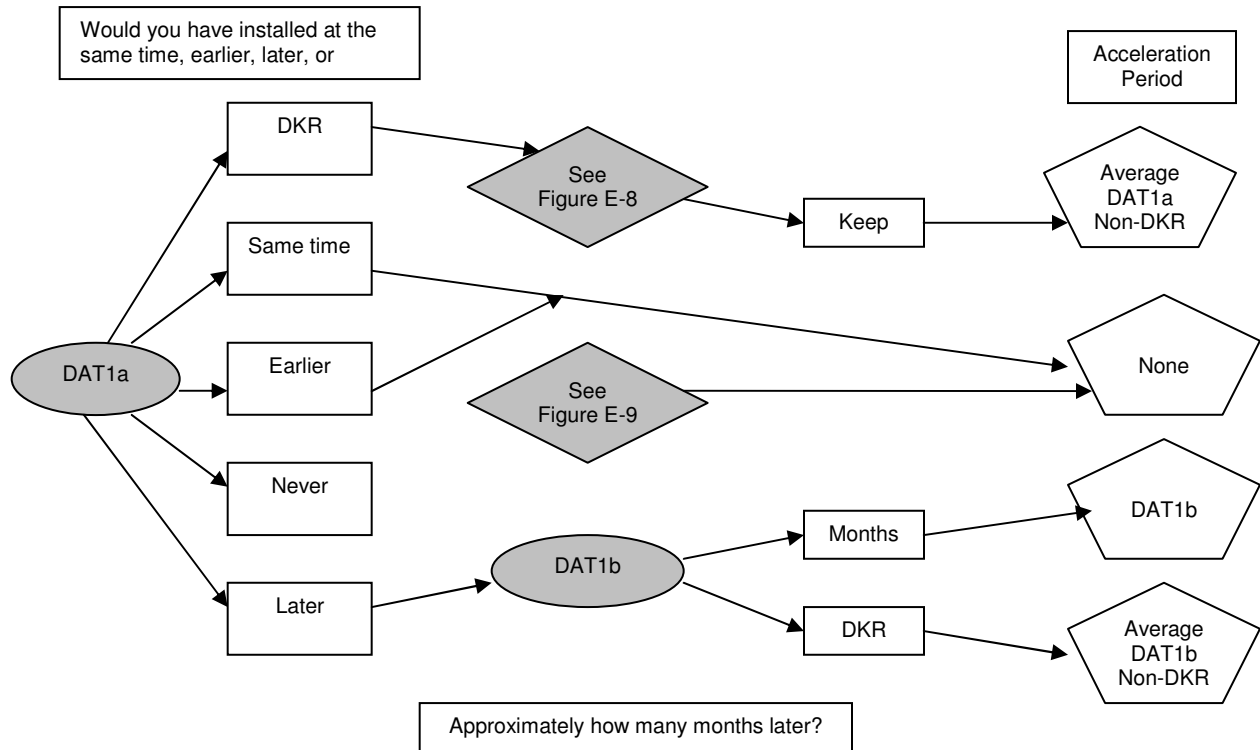 Would you have installed at the
same time, earlier, later, or
Acceleration
Period
DKR
See
Figure E-8
Keep
Average
DAT1a
Non-DKR
Same time
DAT1a
Earlier
See
Figure E-9
None
Never
Months
DAT1b
DAT1b
Later
DKR
Average
DAT1b
Non-DKR
Approximately how many months later?